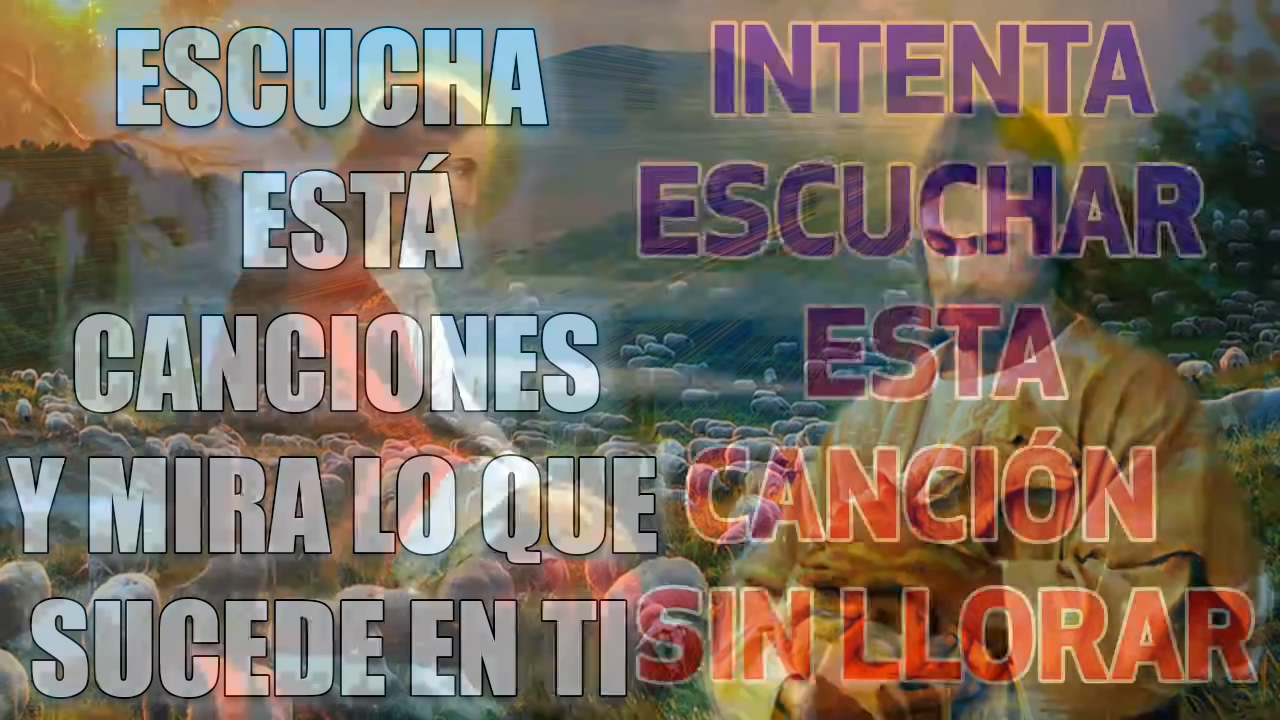 ESCUCHA
ESTÁ
CANCIONES
Y MIRA LO QUE
SUCEDE EN TI
INTENTA
ESCUCHAR
ESTA
CANCIÓN
SIN LLORAR